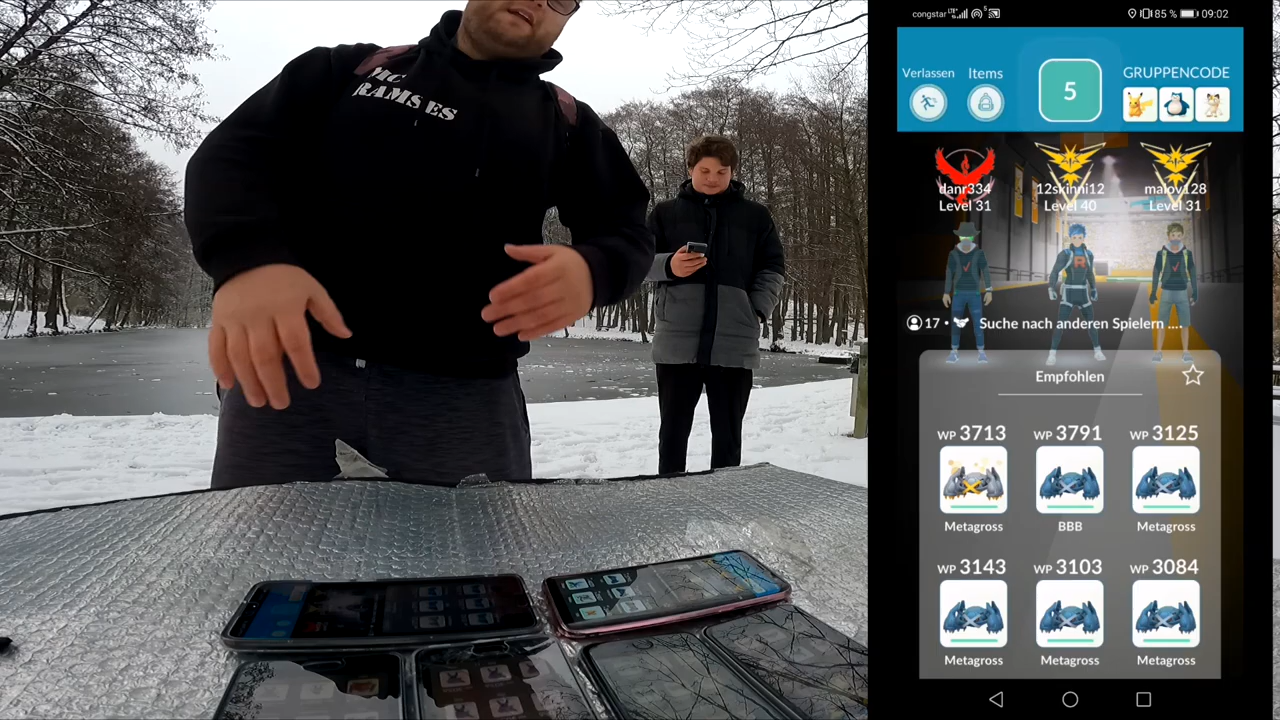 MC
RAMSES
congstar
85 %
09:02
Verlassen
Items
5
GRUPPENCODE
danr334
Level 31
12skinni12
Level 40
malov128
Level 31
17 • Suche nach anderen Spielern ....
Empfohlen
WP 3713
WP 3791
WP 3125
Metagross
BBB
Metagross
WP 3143
WP 3103
WP 3084
Metagross
Metagross
Metagross